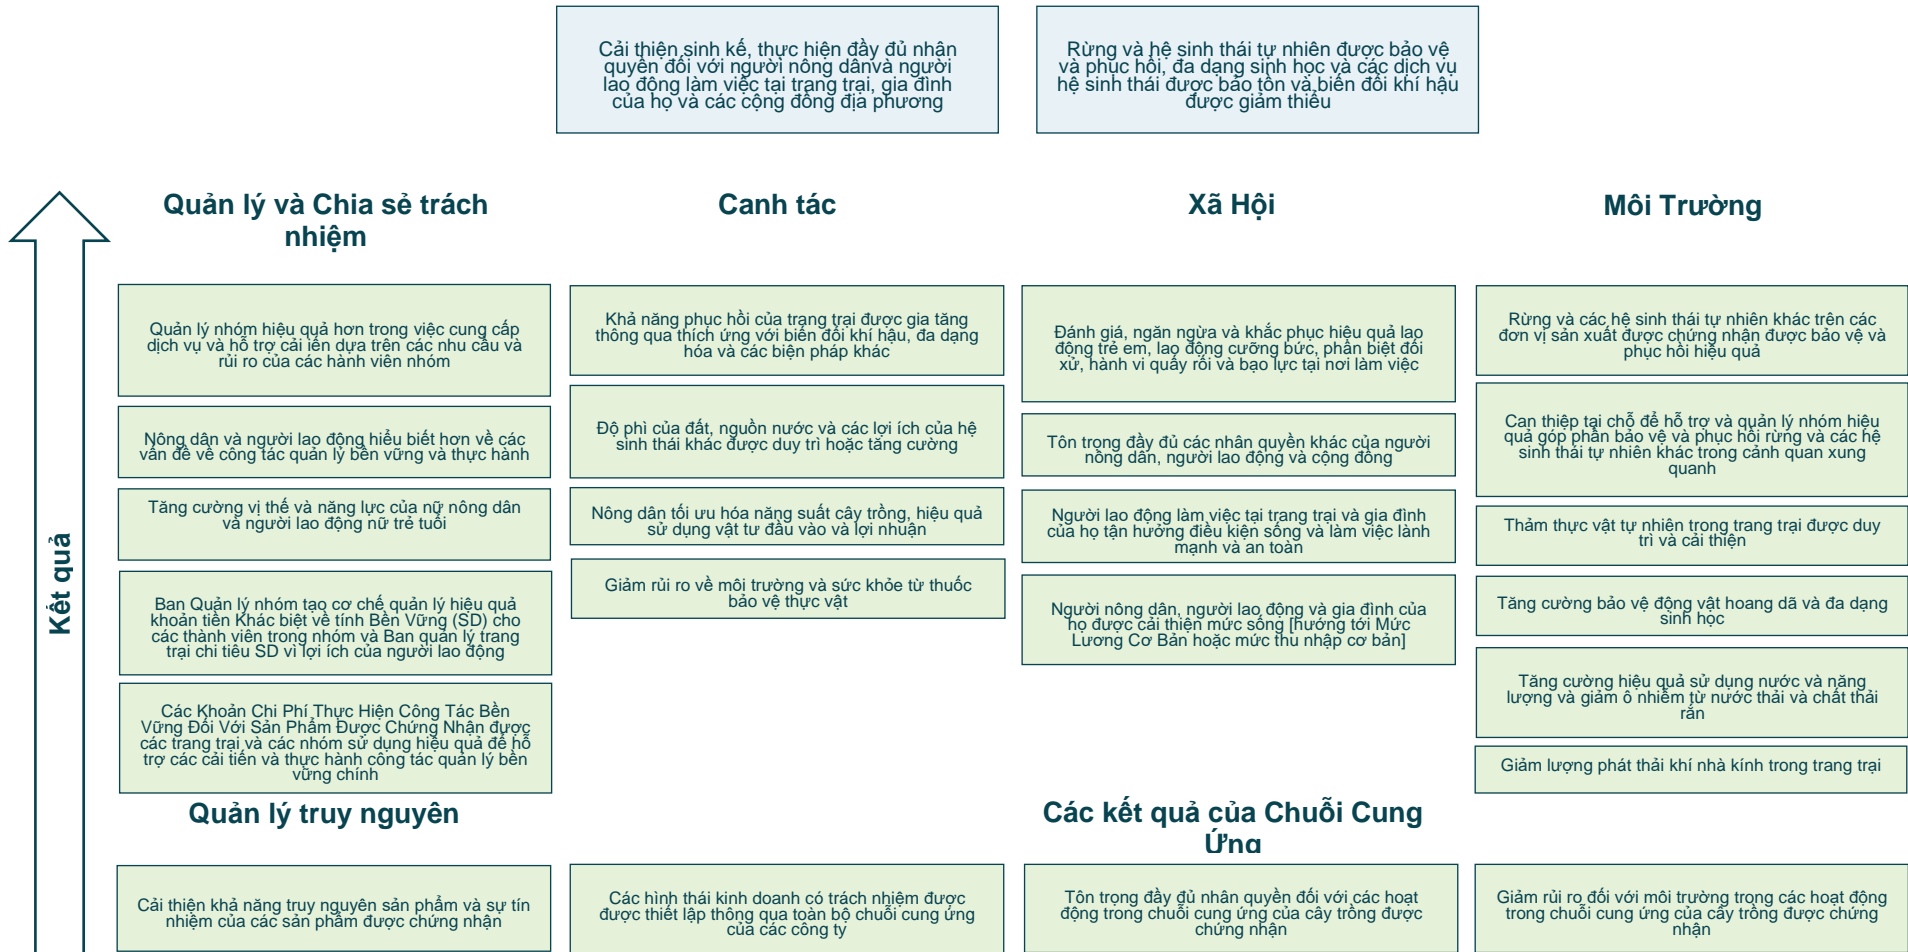 Cải thiện sinh kế, thực hiện đầy đủ nhân
quyền đối với người nông dânvà người
lao động làm việc tại trang trại, gia đình
của họ và các cộng đồng địa phương
Rừng và hệ sinh thái tự nhiên được bảo vệ
và phục hồi, đa dạng sinh học và các dịch vụ
hệ sinh thái được bảo tồn và biến đổi khí hậu
được giảm thiểu
Kết quả
Quản lý và Chia sẻ trách
nhiệm
Quản lý nhóm hiệu quả hơn trong việc cung cấp
dịch vụ và hỗ trợ cải iến dựa trên các nhu cầu và
rủi ro của các hành viên nhóm
Nông dân và người lao động hiểu biết hơn về các
vấn đề về công tác quản lý bền vững và thực hành
Tăng cường vị thế và năng lực của nữ nông dân
và người lao động nữ trẻ tuổi
Ban Quản lý nhóm tạo cơ chế quản lý hiệu quả
khoản tiền Khác biệt về tính Bền Vững (SD) cho
các thành viên trong nhóm và Ban quản lý trang
trại chi tiêu SD vì lợi ích của người lao động
Các Khoản Chi Phí Thực Hiện Công Tác Bền
Vững Đối Với Sản Phẩm Được Chứng Nhận được
các trang trại và các nhóm sử dụng hiệu quả để hỗ
trợ các cải tiến và thực hành công tác quản lý bền
vững chính
Canh tác
Khả năng phục hồi của trang trại được gia tăng
thông qua thích ứng với biến đổi khí hậu, đa dạng
hóa và các biện pháp khác
Độ phì của đất, nguồn nước và các lợi ích của hệ
sinh thái khác được duy trì hoặc tăng cường
Nông dân tối ưu hóa năng suất cây trồng, hiệu quả
sử dụng vật tư đầu vào và lợi nhuận
Giảm rủi ro về môi trường và sức khỏe từ thuốc
bảo vệ thực vật
Xã Hội
Đánh giá, ngăn ngừa và khắc phục hiệu quả lao
động trẻ em, lao động cưỡng bức, phân biệt đối
xử, hành vi quấy rối và bạo lực tại nơi làm việc
Tôn trọng đầy đủ các nhân quyền khác của người
nông dân, người lao động và cộng đồng
Người lao động làm việc tại trang trại và gia đình
của họ tận hưởng điều kiện sống và làm việc lành
mạnh và an toàn
Người nông dân, người lao động và gia đình của
họ được cải thiện mức sống [hướng tới Mức
Lương Cơ Bản hoặc mức thu nhập cơ bản]
Môi Trường
Rừng và các hệ sinh thái tự nhiên khác trên các
đơn vị sản xuất được chứng nhận được bảo vệ và
phục hồi hiệu quả
Can thiệp tại chỗ để hỗ trợ và quản lý nhóm hiệu
quả góp phần bảo vệ và phục hồi rừng và các hệ
sinh thái tự nhiên khác trong cảnh quan xung
quanh
Thảm thực vật tự nhiên trong trang trại được duy
trì và cải thiện
Tăng cường bảo vệ động vật hoang dã và đa dạng
sinh học
Tăng cường hiệu quả sử dụng nước và năng
lượng và giảm ô nhiễm từ nước thải và chất thải
rắn
Giảm lượng phát thải khí nhà kính trong trang trại
Quản lý truy nguyên
Cải thiện khả năng truy nguyên sản phẩm và sự tín
nhiệm của các sản phẩm được chứng nhận
Các kết quả của Chuỗi Cung
Ứng
Các hình thái kinh doanh có trách nhiệm được
được thiết lập thông qua toàn bộ chuỗi cung ứng
của các công ty
Tôn trọng đầy đủ nhân quyền đối với các hoạt
động trong chuỗi cung ứng của cây trồng được
chứng nhận
Giảm rủi ro đối với môi trường trong các hoạt động
trong chuỗi cung ứng của cây trồng được chứng
nhận